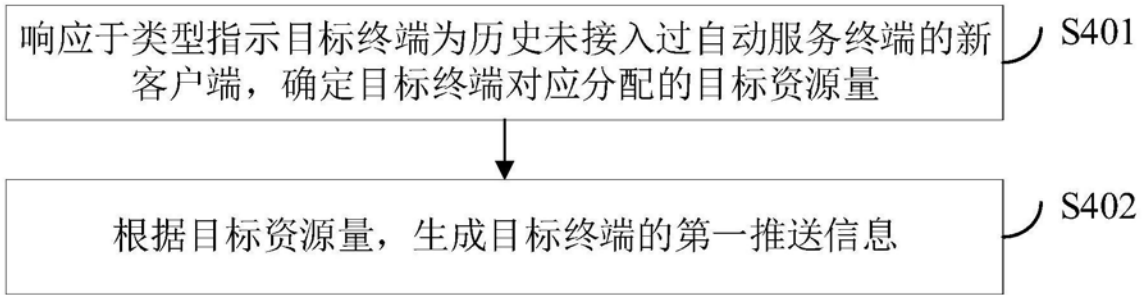 响应于类型指示目标终端为历史未接入过自动服务终端的新
客户端，确定目标终端对应分配的目标资源量
S401
根据目标资源量，生成目标终端的第一推送信息
S402